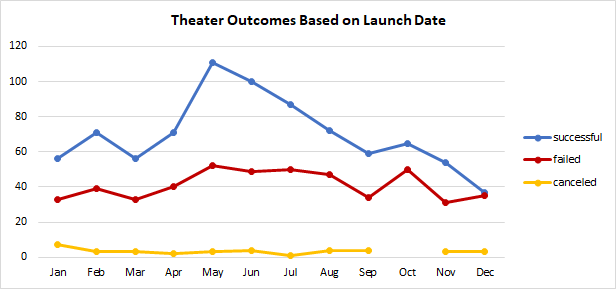 Theater Outcomes Based on Launch Date
120
100
80
60
40
20
0
Jan Feb Mar Apr May Jun Jul Aug Sep Oct Nov Dec
successful
failed
canceled